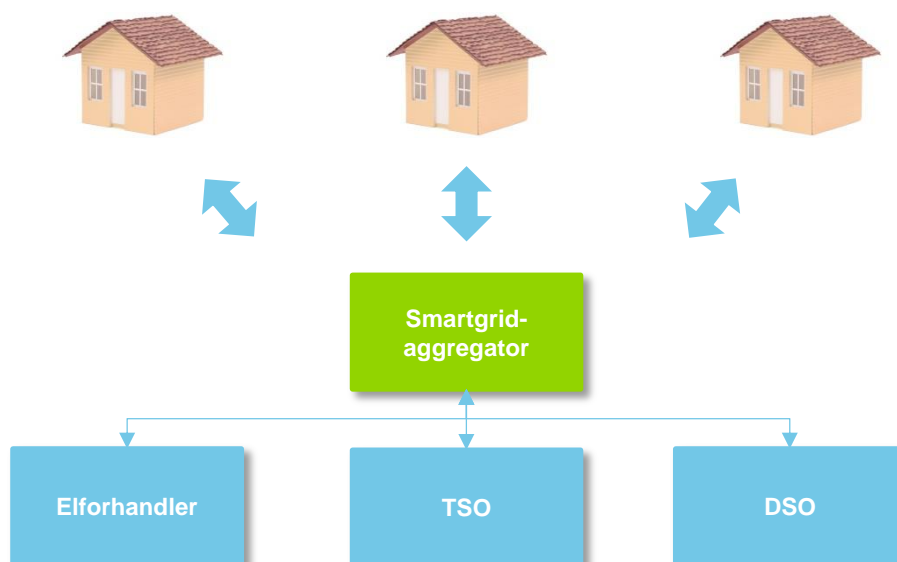 Smartgrid-
aggregator
Elforhandler
TSO
DSO